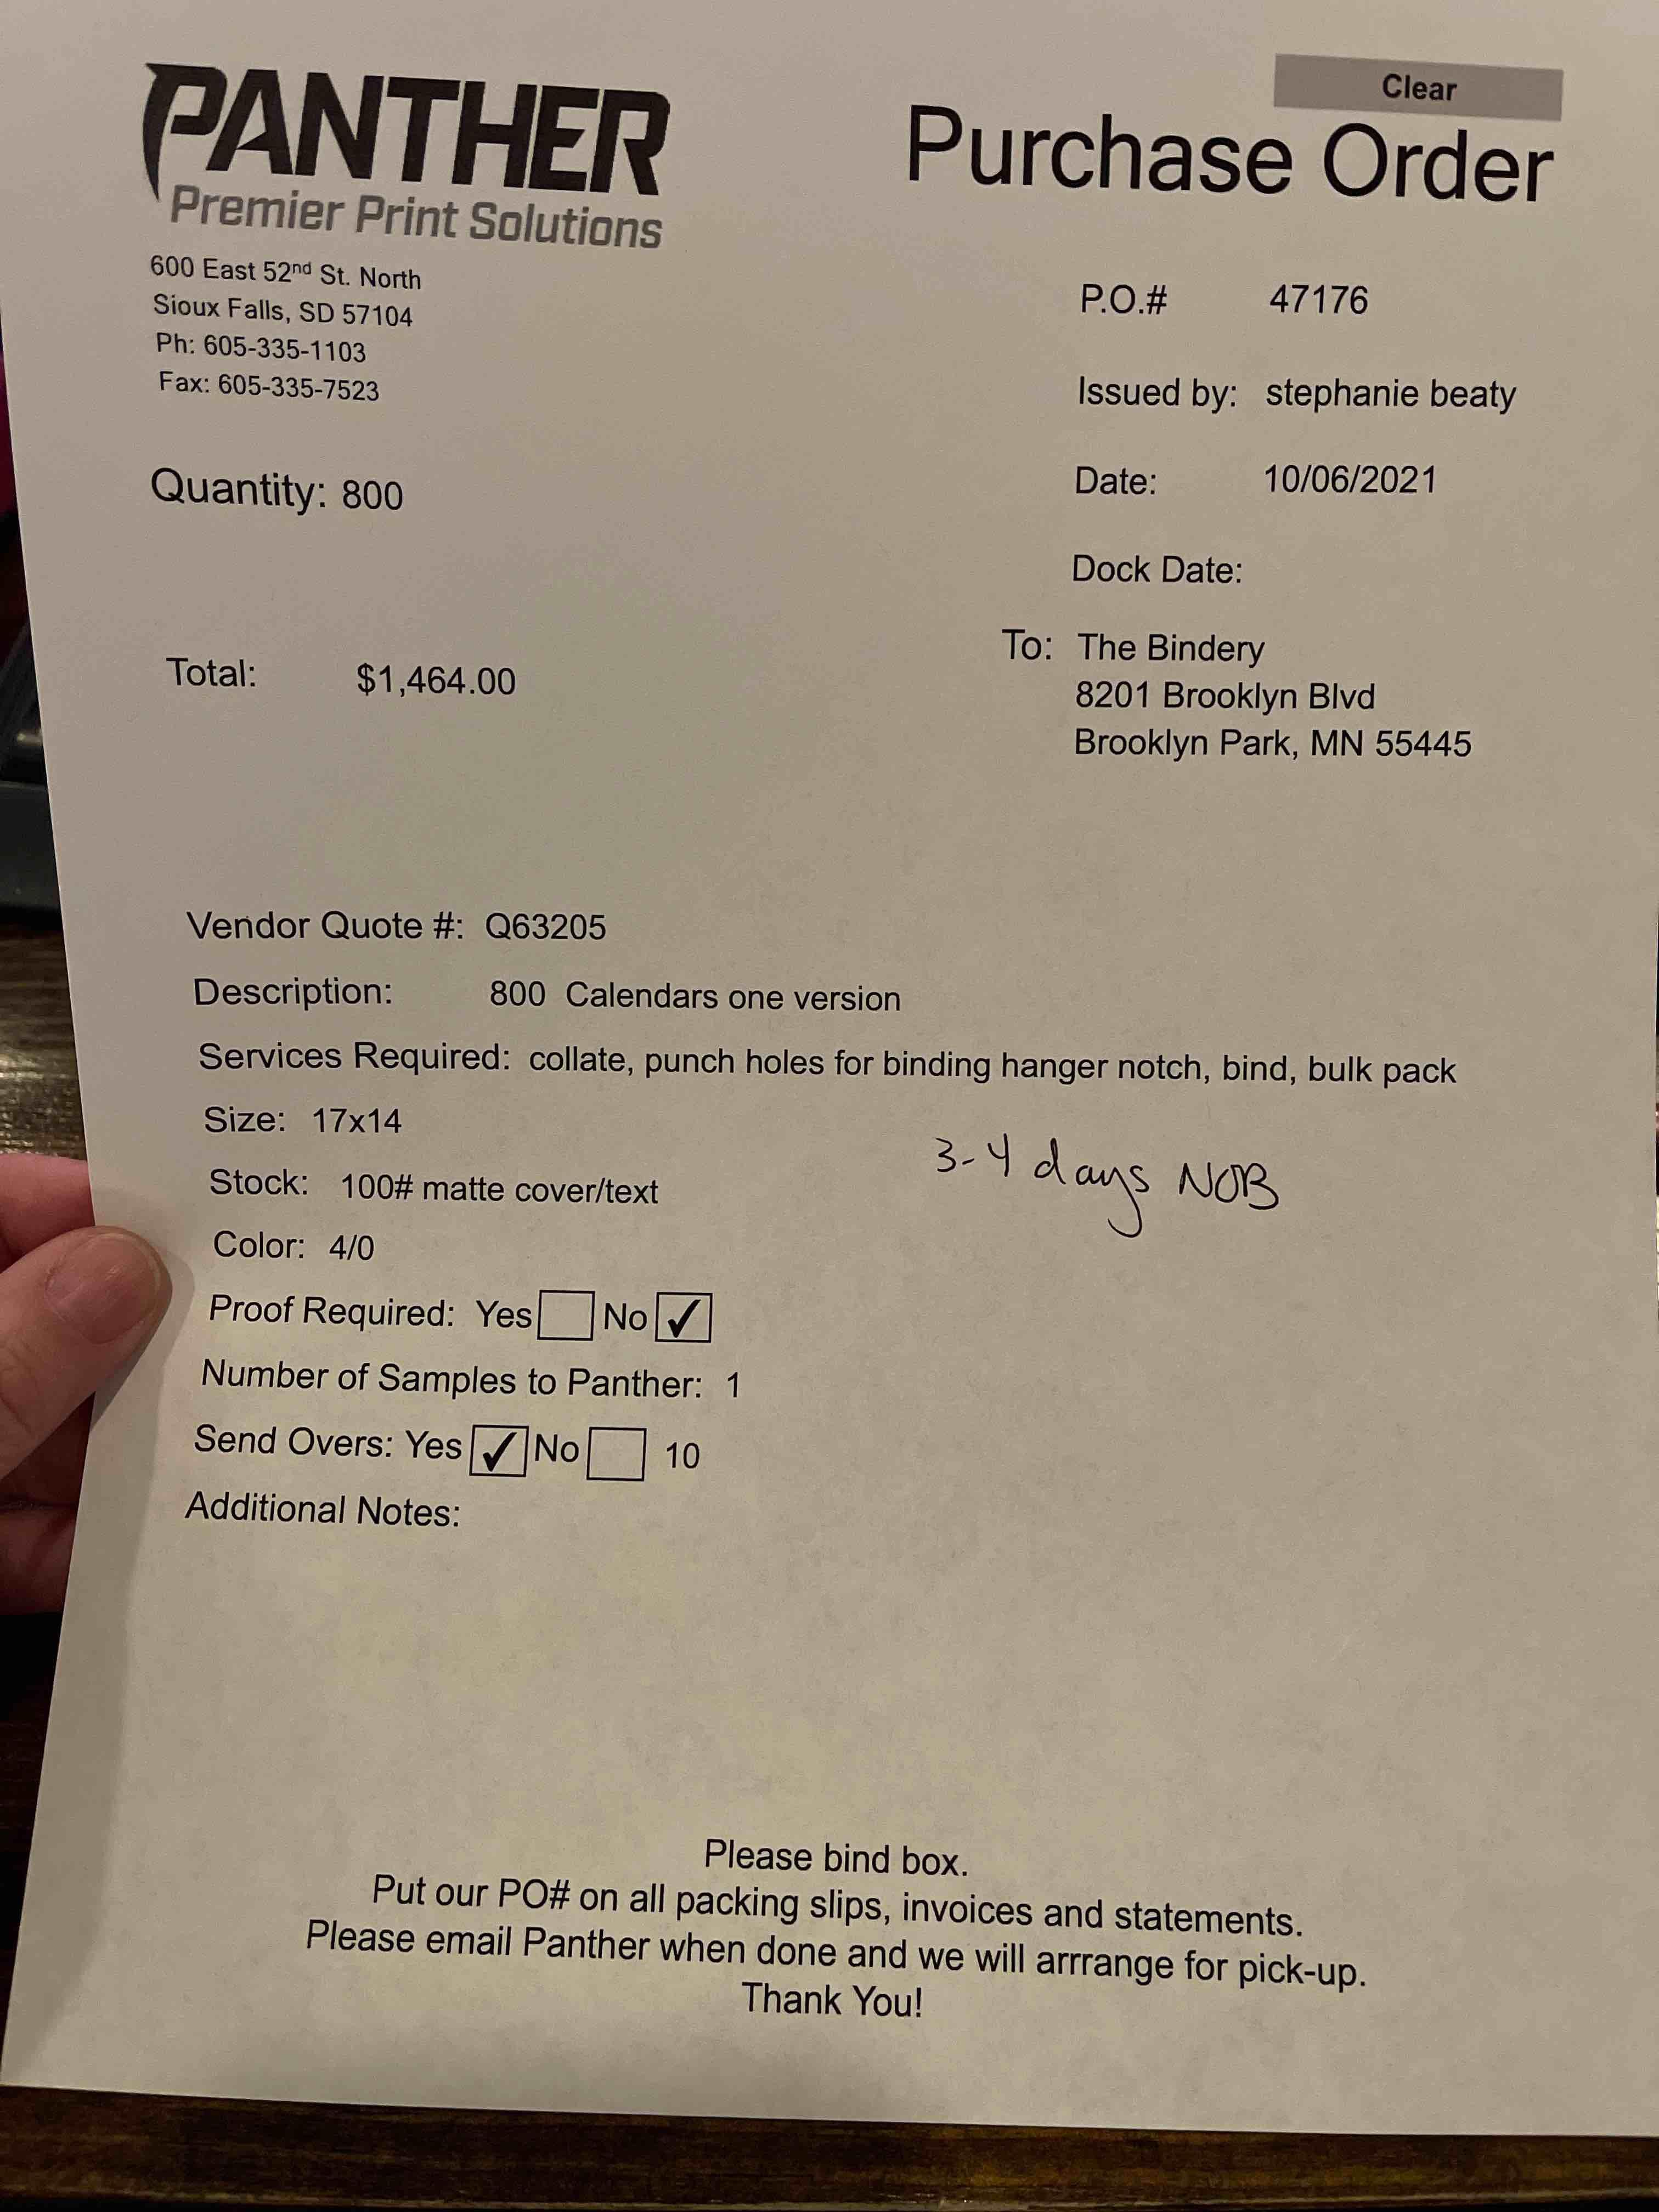 PANTHER
Premier Print Solutions
600 East 52nd St. North
Sioux Falls, SD 57104
Ph: 605-335-1103
Fax: 605-335-7523
Clear
Purchase Order
P.O.# 47176
Issued by: stephanie beaty
Date: 10/06/2021
Dock Date:
Quantity: 800
Total: $1,464.00
To: The Bindery
8201 Brooklyn Blvd
Brooklyn Park, MN 55445
Vendor Quote #: Q63205
Description: 800 Calendars one version
Services Required: collate, punch holes for binding hanger notch, bind, bulk pack
Size: 17x14
3-4 days NOB
Stock: 100# matte cover/text
Color: 4/0
Proof Required: Yes ☐ No ☑
Number of Samples to Panther: 1
Send Overs: Yes ☑ No ☐ 10
Additional Notes:
Please bind box.
Put our PO# on all packing slips, invoices and statements.
Please email Panther when done and we will arrrange for pick-up.
Thank You!